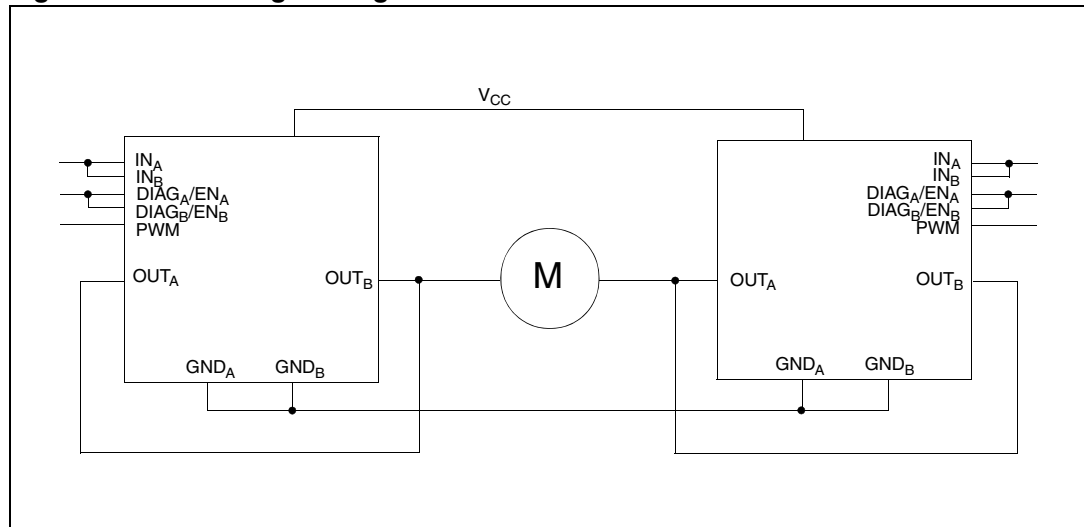 V_CC
IN_A
IN_B
DIAG_A/EN_A
DIAG_B/EN_B
PWM
OUT_A
OUT_B
GND_A
GND_B
M
IN_A
IN_B
DIAG_A/EN_A
DIAG_B/EN_B
PWM
OUT_A
OUT_B
GND_A
GND_B